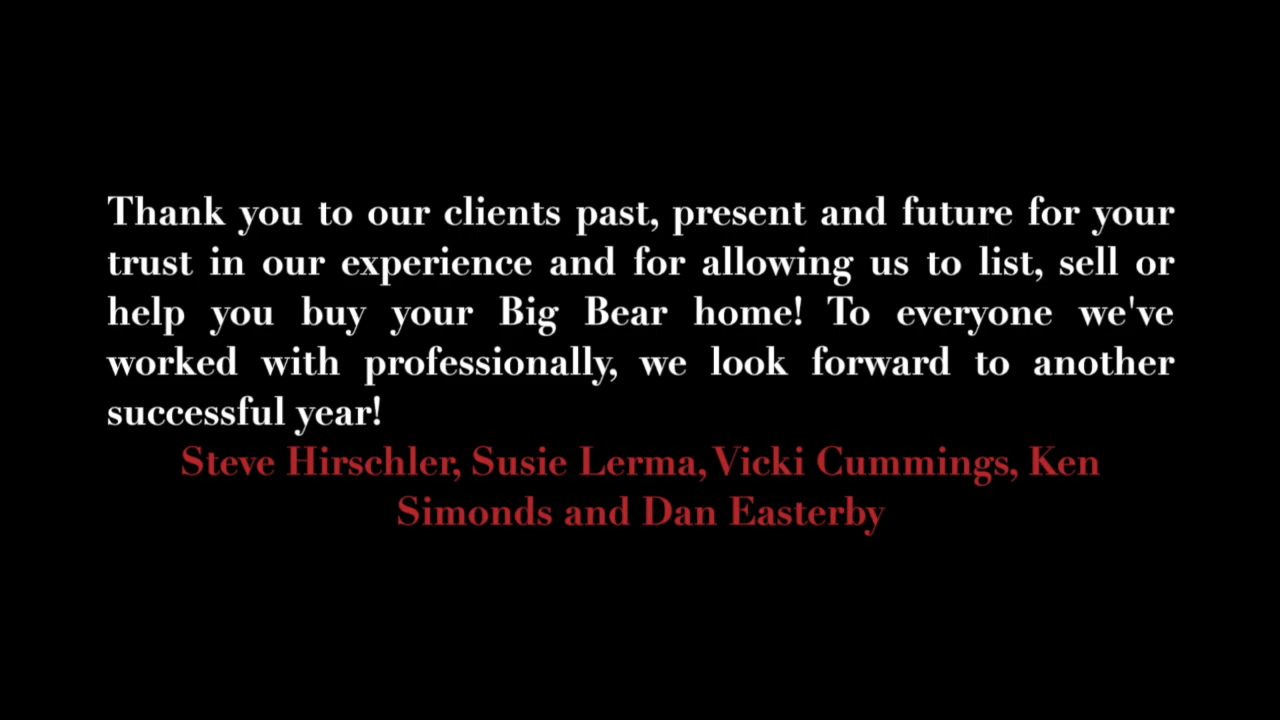 Thank you to our clients past, present and future for your
trust in our experience and for allowing us to list, sell or
help you buy your Big Bear home! To everyone we've
worked with professionally, we look forward to another
successful year!
Steve Hirschler, Susie Lerma, Vicki Cummings, Ken
Simonds and Dan Easterby